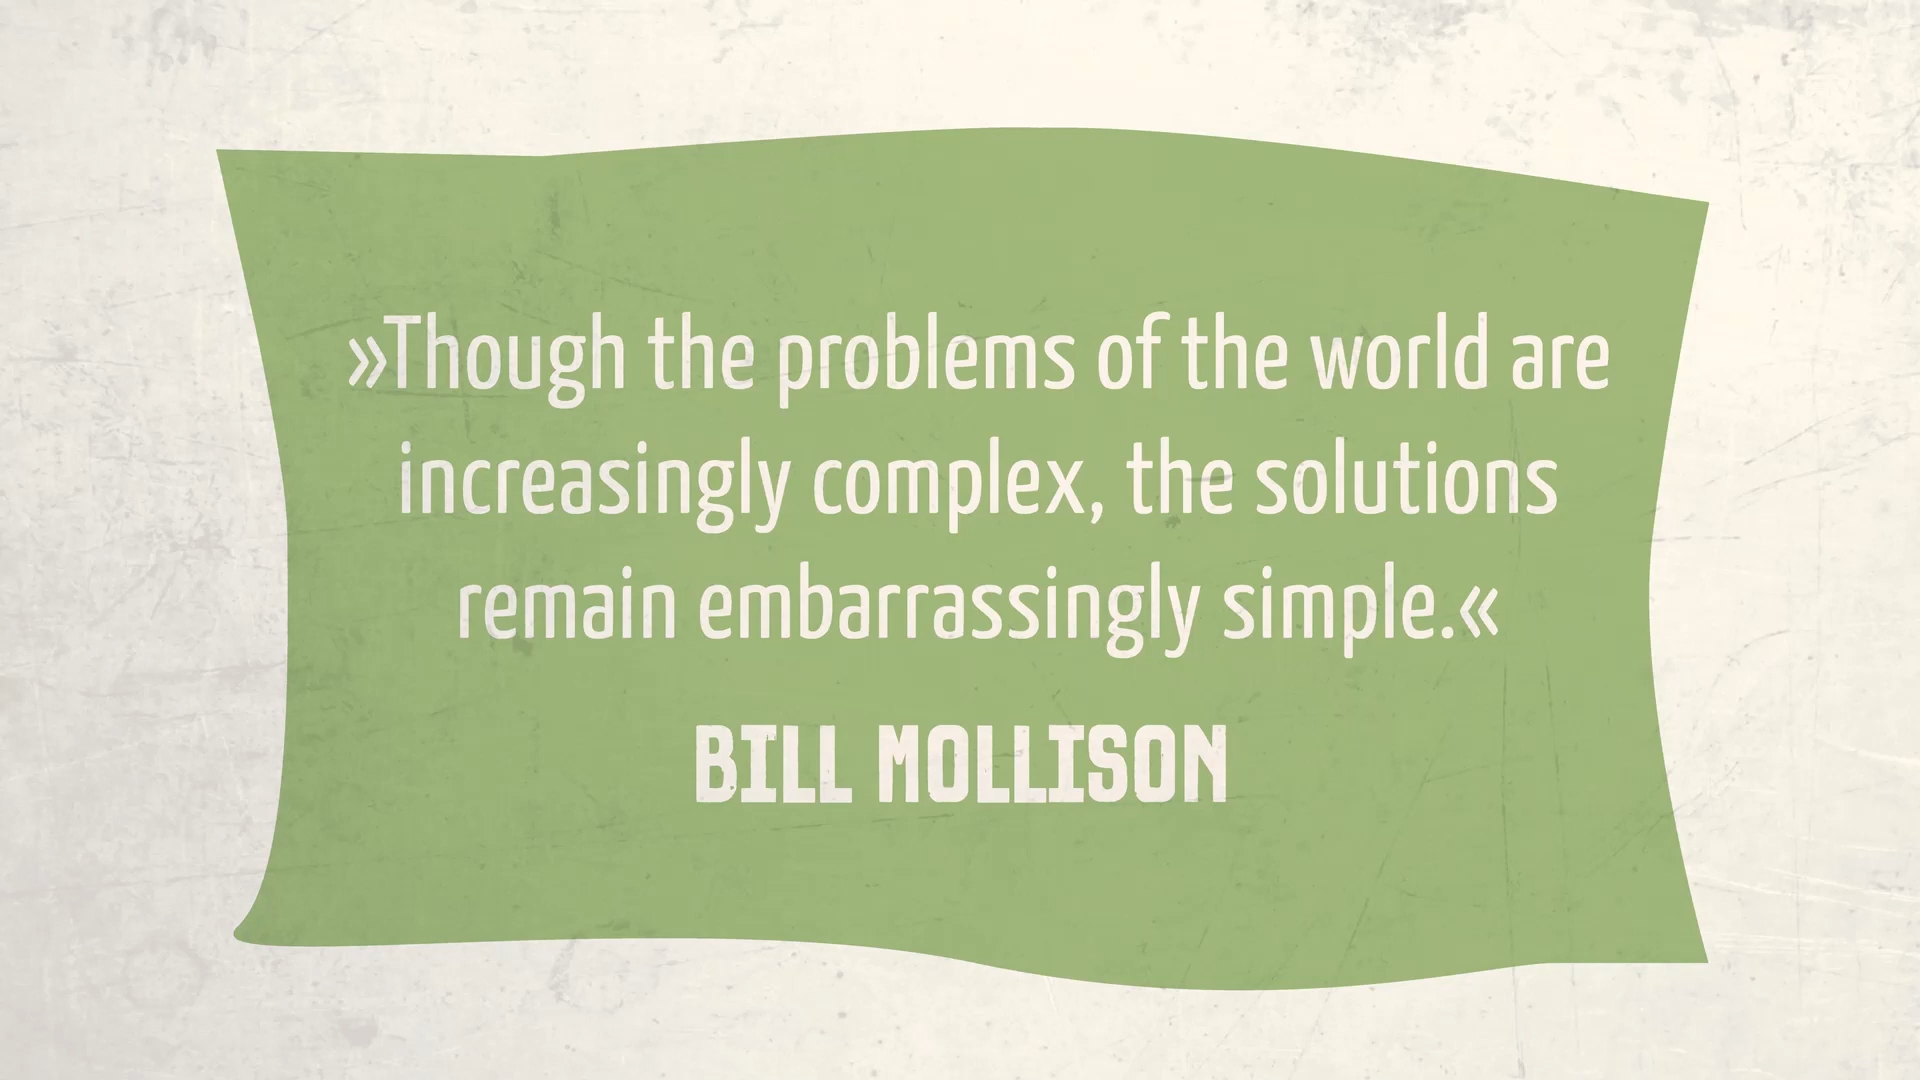 »Though the problems of the world are
increasingly complex, the solutions
remain embarrassingly simple.«
BILL MOLLISON